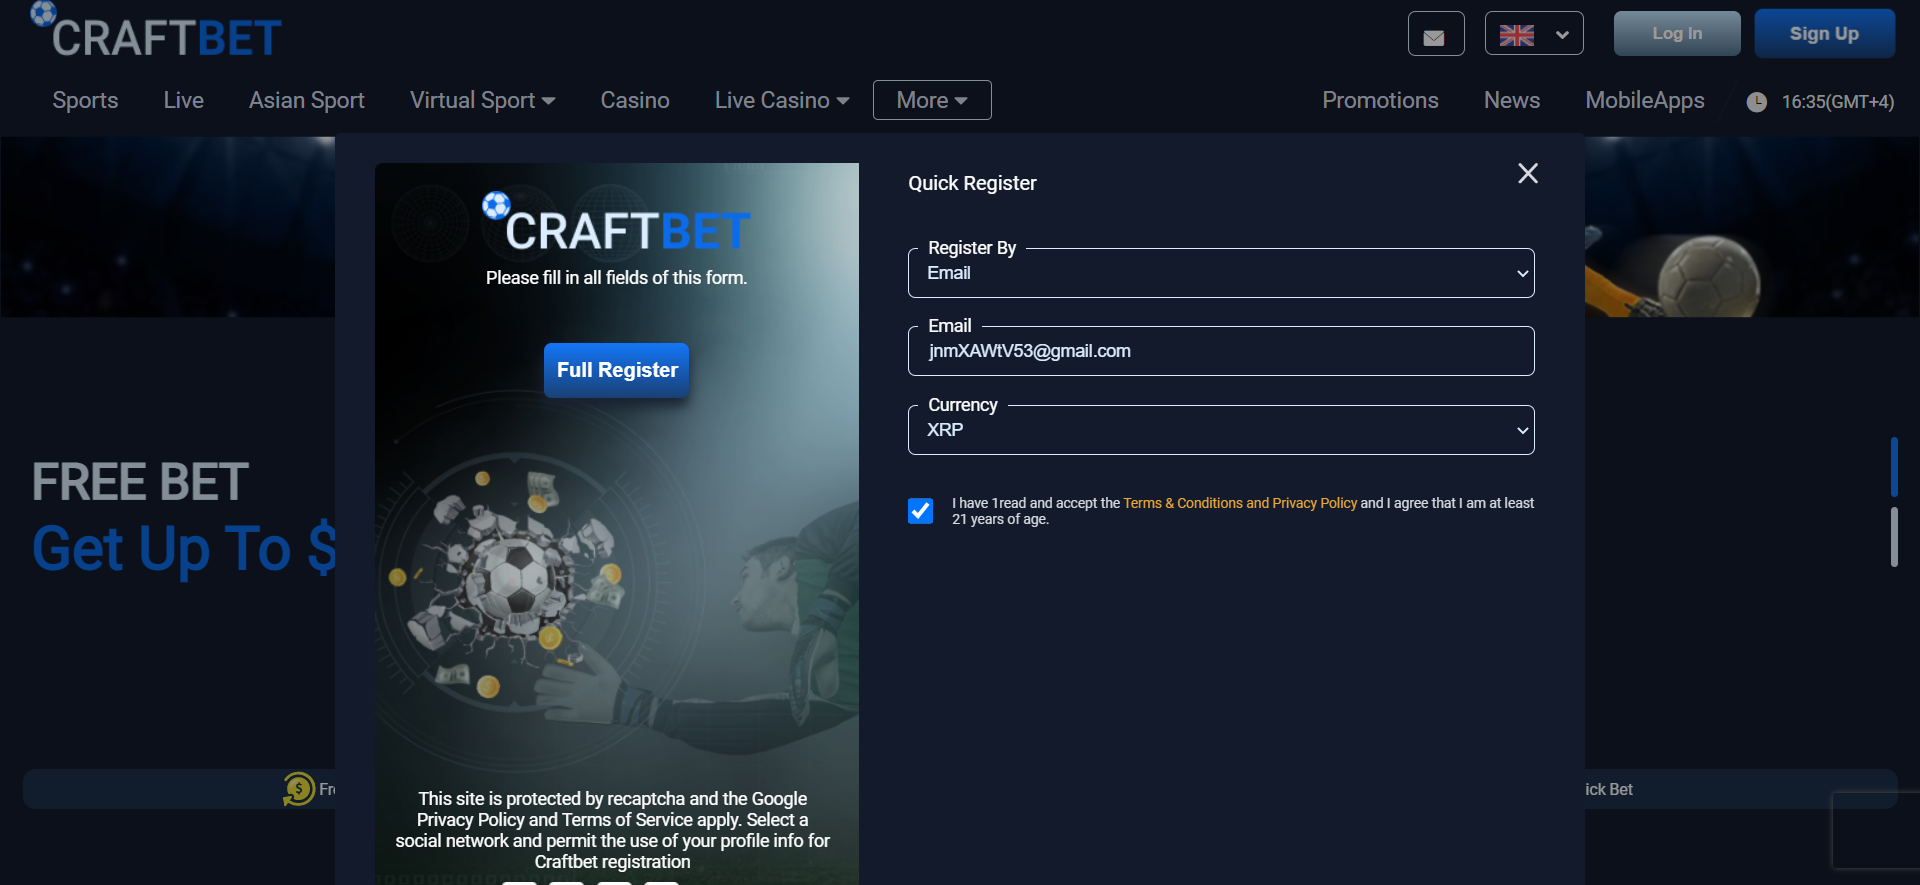 CRAFTBET
Log In
Sign Up
Sports
Live
Asian Sport
Virtual Sport
Casino
Live Casino
More
Promotions
News
MobileApps
16:35(GMT+4)
CRAFTBET
Please fill in all fields of this form.
Full Register
This site is protected by recaptcha and the Google
Privacy Policy and Terms of Service apply. Select a
social network and permit the use of your profile info for
Craftbet registration
Quick Register
Register By
Email
Email
jnmXAWtV53@gmail.com
Currency
XRP
I have 1read and accept the Terms & Conditions and Privacy Policy and I agree that I am at least
21 years of age.
FREE BET
Get Up To $
Fr
ick Bet